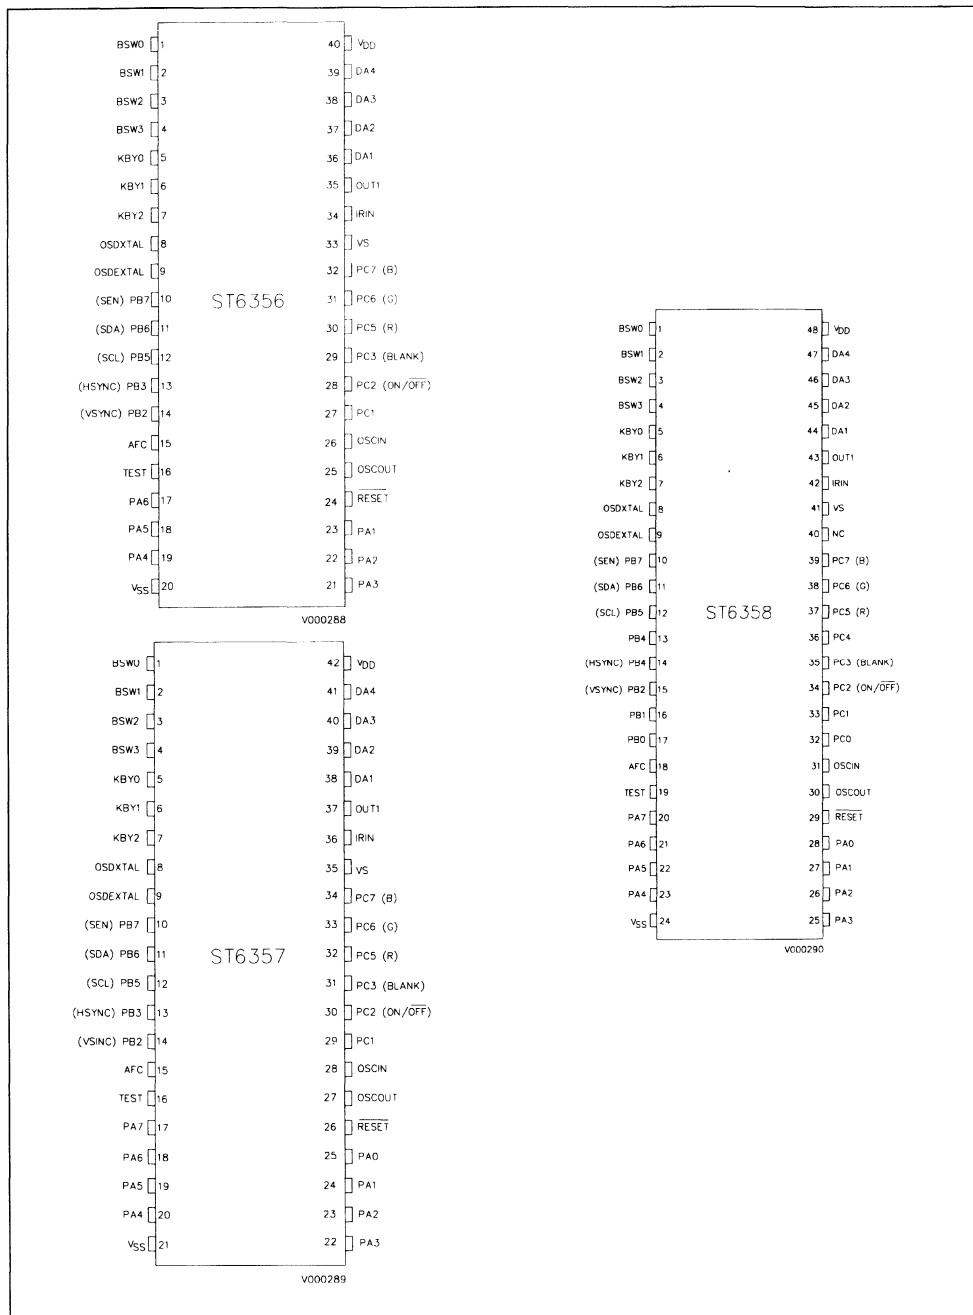 BSW0 1 40 VDD
BSW1 2 39 DA4
BSW2 3 38 DA3
BSW3 4 37 DA2
KBY0 5 36 DA1
KBY1 6 35 OUT1
KBY2 7 34 IRIN
OSDXTAL 8 33 VS
OSDEXTAL 9 32 PC7 (B)
(SEN) PB7 10 ST6356 31 PC6 (G)
(SDA) PB6 11 30 PC5 (R)
(SCL) PB5 12 29 PC3 (BLANK)
(HSYNC) PB3 13 28 PC2 (ON/OFF)
(VSYNC) PB2 14 27 PC1
AFC 15 26 OSCIN
TEST 16 25 OSCOUT
PA6 17 24 RESET
PA5 18 23 PA1
PA4 19 22 PA2
VSS 20 21 PA3
V000288
BSW0 1 42 VDD
BSW1 2 41 DA4
BSW2 3 40 DA3
BSW3 4 39 DA2
KBY0 5 38 DA1
KBY1 6 37 OUT1
KBY2 7 36 IRIN
OSDXTAL 8 35 VS
OSDEXTAL 9 34 PC7 (B)
(SEN) PB7 10 33 PC6 (G)
(SDA) PB6 11 ST6357 32 PC5 (R)
(SCL) PB5 12 31 PC3 (BLANK)
(HSYNC) PB3 13 30 PC2 (ON/OFF)
(VSINC) PB2 14 29 PC1
AFC 15 28 OSCIN
TEST 16 27 OSCOUT
PA7 17 26 RESET
PA6 18 25 PA0
PA5 19 24 PA1
PA4 20 23 PA2
VSS 21 22 PA3
V000289
BSW0 1 48 VDD
BSW1 2 47 DA4
BSW2 3 46 DA3
BSW3 4 45 DA2
KBY0 5 44 DA1
KBY1 6 43 OUT1
KBY2 7 42 IRIN
OSDXTAL 8 41 VS
OSDEXTAL 9 40 NC
(SEN) PB7 10 39 PC7 (B)
(SDA) PB6 11 38 PC6 (G)
(SCL) PB5 12 ST6358 37 PC5 (R)
PB4 13 36 PC4
(HSYNC) PB4 14 35 PC3 (BLANK)
(VSYNC) PB2 15 34 PC2 (ON/OFF)
PB1 16 33 PC1
PB0 17 32 PC0
AFC 18 31 OSCIN
TEST 19 30 OSCOUT
PA7 20 29 RESET
PA6 21 28 PA0
PA5 22 27 PA1
PA4 23 26 PA2
VSS 24 25 PA3
V000290